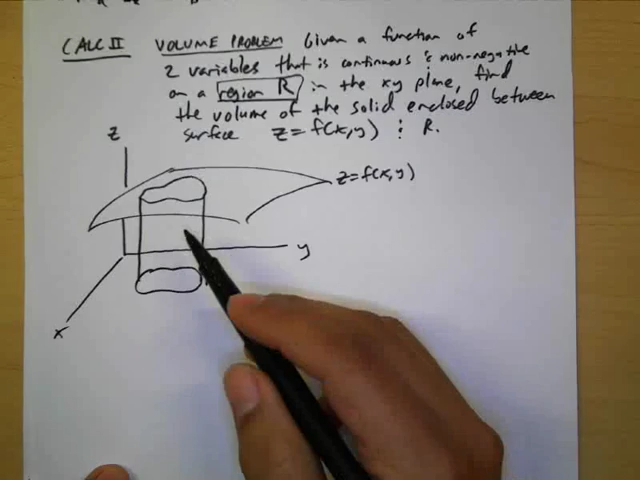 CALC II VOLUME PROBLEM Given a function of
2 variables that is continuous & non-negative
on a region R in the xy plane, find
the volume of the solid enclosed between
surface z=f(x,y) & R.
z
z=f(x,y)
y
x